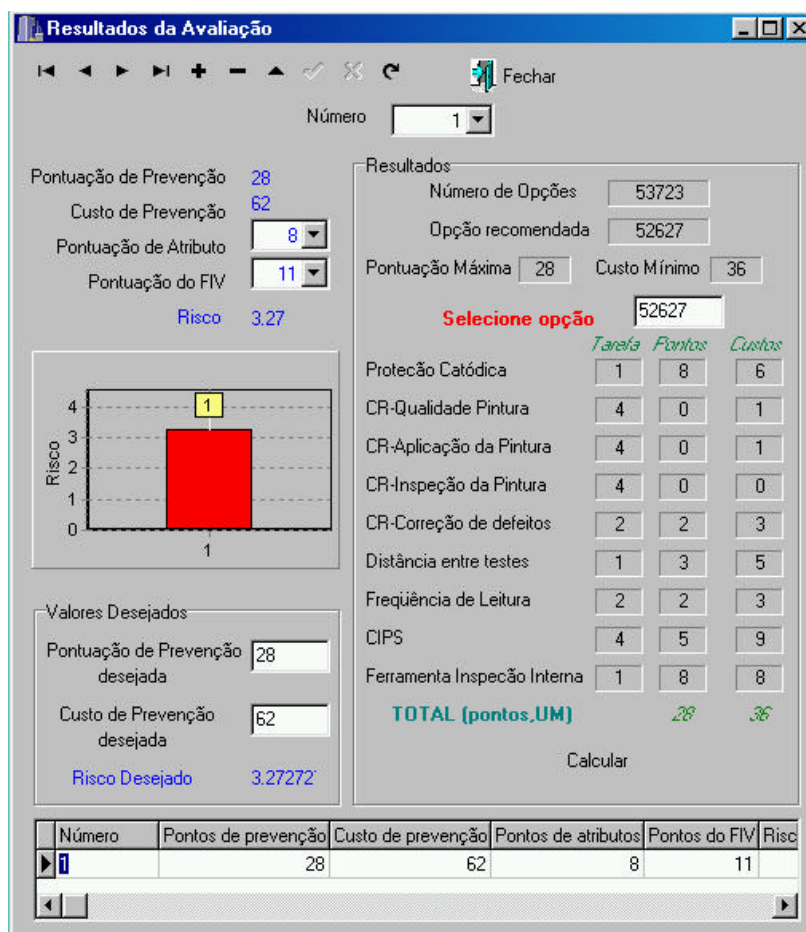 Resultados da Avaliação
Fechar
Número 1
Pontuação de Prevenção 28
Custo de Prevenção 62
Pontuação de Atributo 8
Pontuação do FIV 11
Risco 3.27
Risco
4
3
2
1
0
1
1
Valores Desejados
Pontuação de Prevenção
desejada
28
Custo de Prevenção
desejada
62
Risco Desejado 3.27272
Resultados
Número de Opções 53723
Opção recomendada 52627
Pontuação Máxima 28 Custo Mínimo 36
Selecione opção 52627
Tarefa Pontos Custos
Protecão Catódica 1 8 6
CR-Qualidade Pintura 4 0 1
CR-Aplicação da Pintura 4 0 1
CR-Inspeção da Pintura 4 0 0
CR-Correção de defeitos 2 2 3
Distância entre testes 1 3 5
Freqüência de Leitura 2 2 3
CIPS 4 5 9
Ferramenta Inspecão Interna 1 8 8
TOTAL (pontos,UM) 28 36
Calcular
Número Pontos de prevenção Custo de prevenção Pontos de atributos Pontos do FIV Risc
1 28 62 8 11